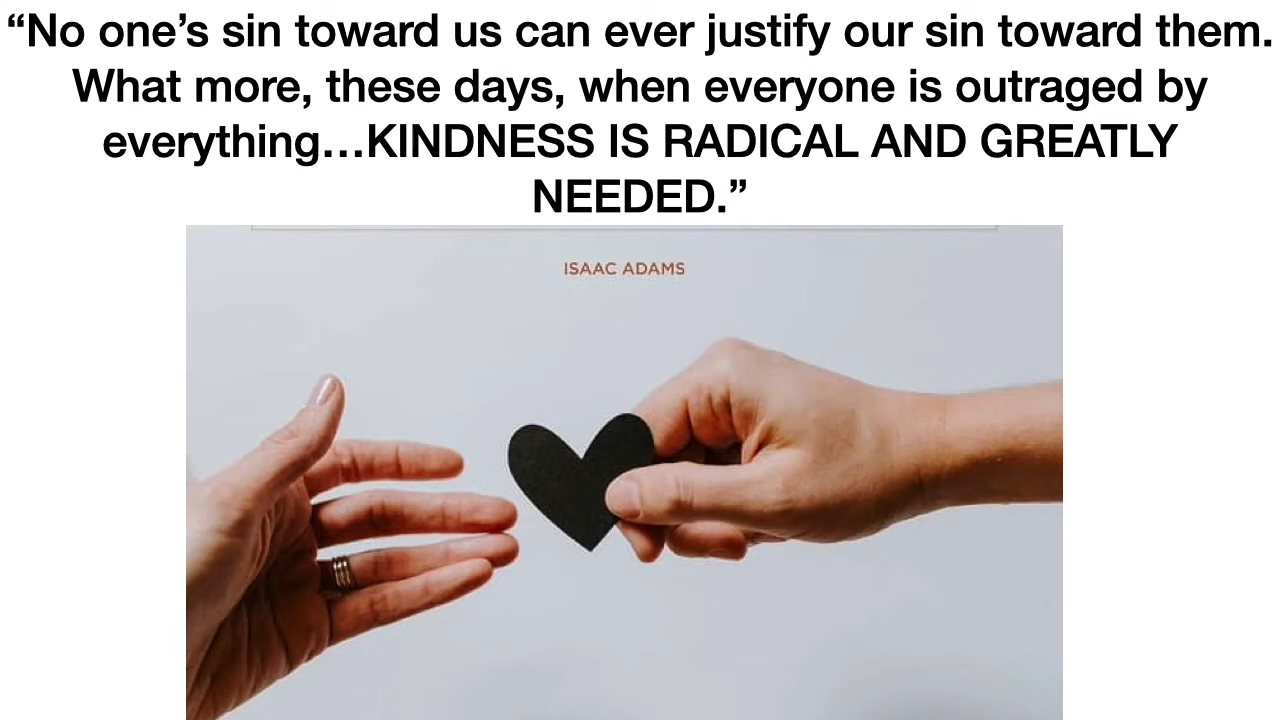 “No one’s sin toward us can ever justify our sin toward them.
What more, these days, when everyone is outraged by
everything…KINDNESS IS RADICAL AND GREATLY
NEEDED.”
ISAAC ADAMS